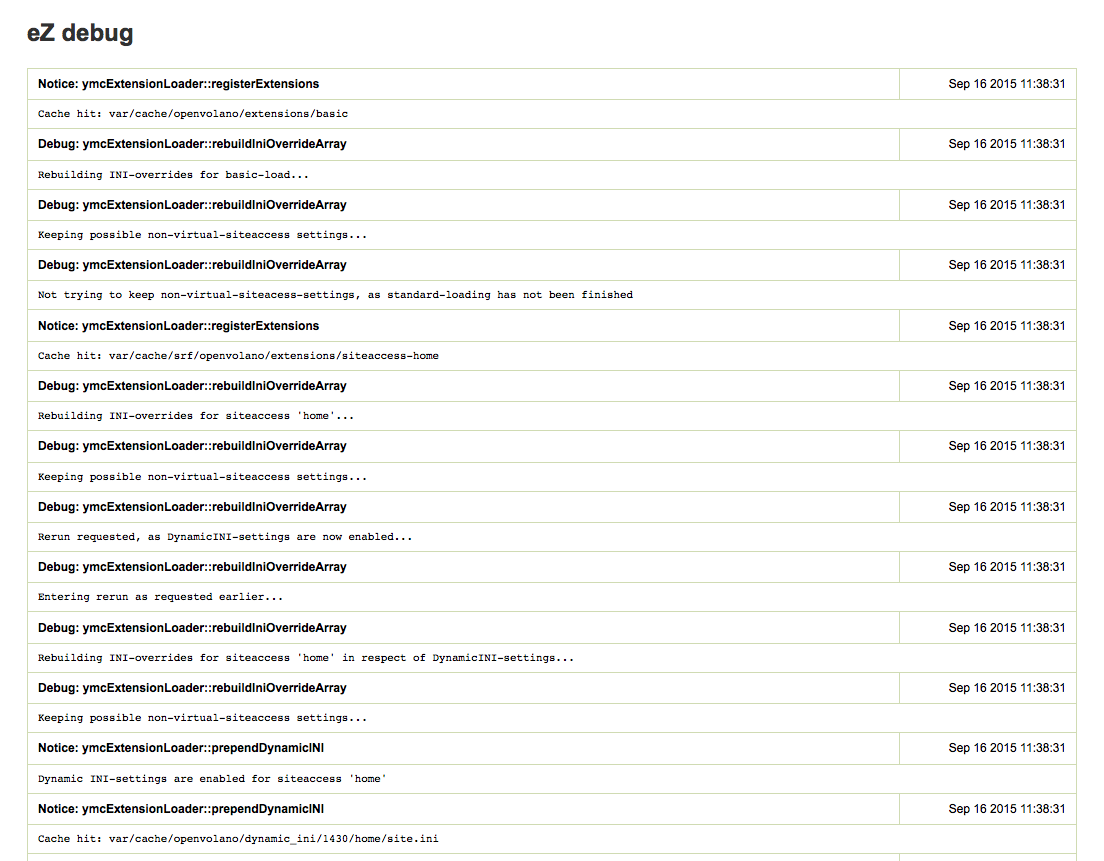 eZ debug
Notice: ymcExtensionLoader::registerExtensions Sep 16 2015 11:38:31
Cache hit: var/cache/openvolano/extensions/basic
Debug: ymcExtensionLoader::rebuildIniOverrideArray Sep 16 2015 11:38:31
Rebuilding INI-overrides for basic-load...
Debug: ymcExtensionLoader::rebuildIniOverrideArray Sep 16 2015 11:38:31
Keeping possible non-virtual-siteaccess settings...
Debug: ymcExtensionLoader::rebuildIniOverrideArray Sep 16 2015 11:38:31
Not trying to keep non-virtual-siteacess-settings, as standard-loading has not been finished
Notice: ymcExtensionLoader::registerExtensions Sep 16 2015 11:38:31
Cache hit: var/cache/srf/openvolano/extensions/siteaccess-home
Debug: ymcExtensionLoader::rebuildIniOverrideArray Sep 16 2015 11:38:31
Rebuilding INI-overrides for siteaccess 'home'...
Debug: ymcExtensionLoader::rebuildIniOverrideArray Sep 16 2015 11:38:31
Keeping possible non-virtual-siteaccess settings...
Debug: ymcExtensionLoader::rebuildIniOverrideArray Sep 16 2015 11:38:31
Rerun requested, as DynamicINI-settings are now enabled...
Debug: ymcExtensionLoader::rebuildIniOverrideArray Sep 16 2015 11:38:31
Entering rerun as requested earlier...
Debug: ymcExtensionLoader::rebuildIniOverrideArray Sep 16 2015 11:38:31
Rebuilding INI-overrides for siteaccess 'home' in respect of DynamicINI-settings...
Debug: ymcExtensionLoader::rebuildIniOverrideArray Sep 16 2015 11:38:31
Keeping possible non-virtual-siteaccess settings...
Notice: ymcExtensionLoader::prependDynamicINI Sep 16 2015 11:38:31
Dynamic INI-settings are enabled for siteaccess 'home'
Notice: ymcExtensionLoader::prependDynamicINI Sep 16 2015 11:38:31
Cache hit: var/cache/openvolano/dynamic_ini/1430/home/site.ini